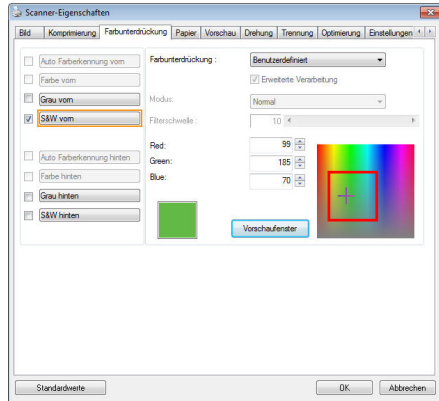 Scanner-Eigenschaften
Bild Komprimierung Farbunterdrückung Papier Vorschau Drehung Trennung Optimierung Einstellungen
Auto Farberkennung vorn
Farbe vorn
Grau vorn
S&W vorn
Auto Farberkennung hinten
Farbe hinten
Grau hinten
S&W hinten
Farbunterdrückung :
Benutzerdefiniert
Erweiterte Verarbeitung
Modus:
Normal
Filterschwelle :
10
Red:
99
Green:
185
Blue:
70
Vorschaufenster
Standardwerte
OK
Abbrechen